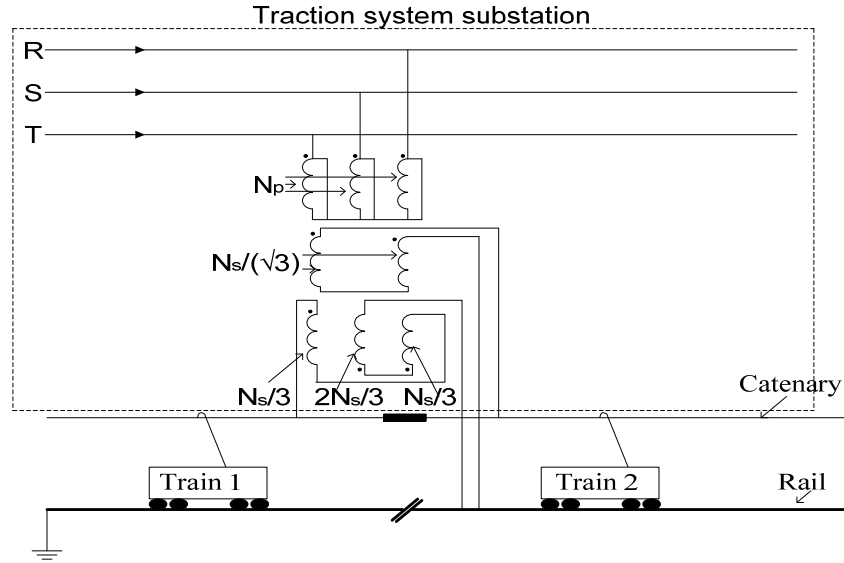 Traction system substation
R
S
T
Np
Ns/(√3)
Ns/3 2Ns/3 Ns/3
Catenary
Train 1 Train 2 Rail